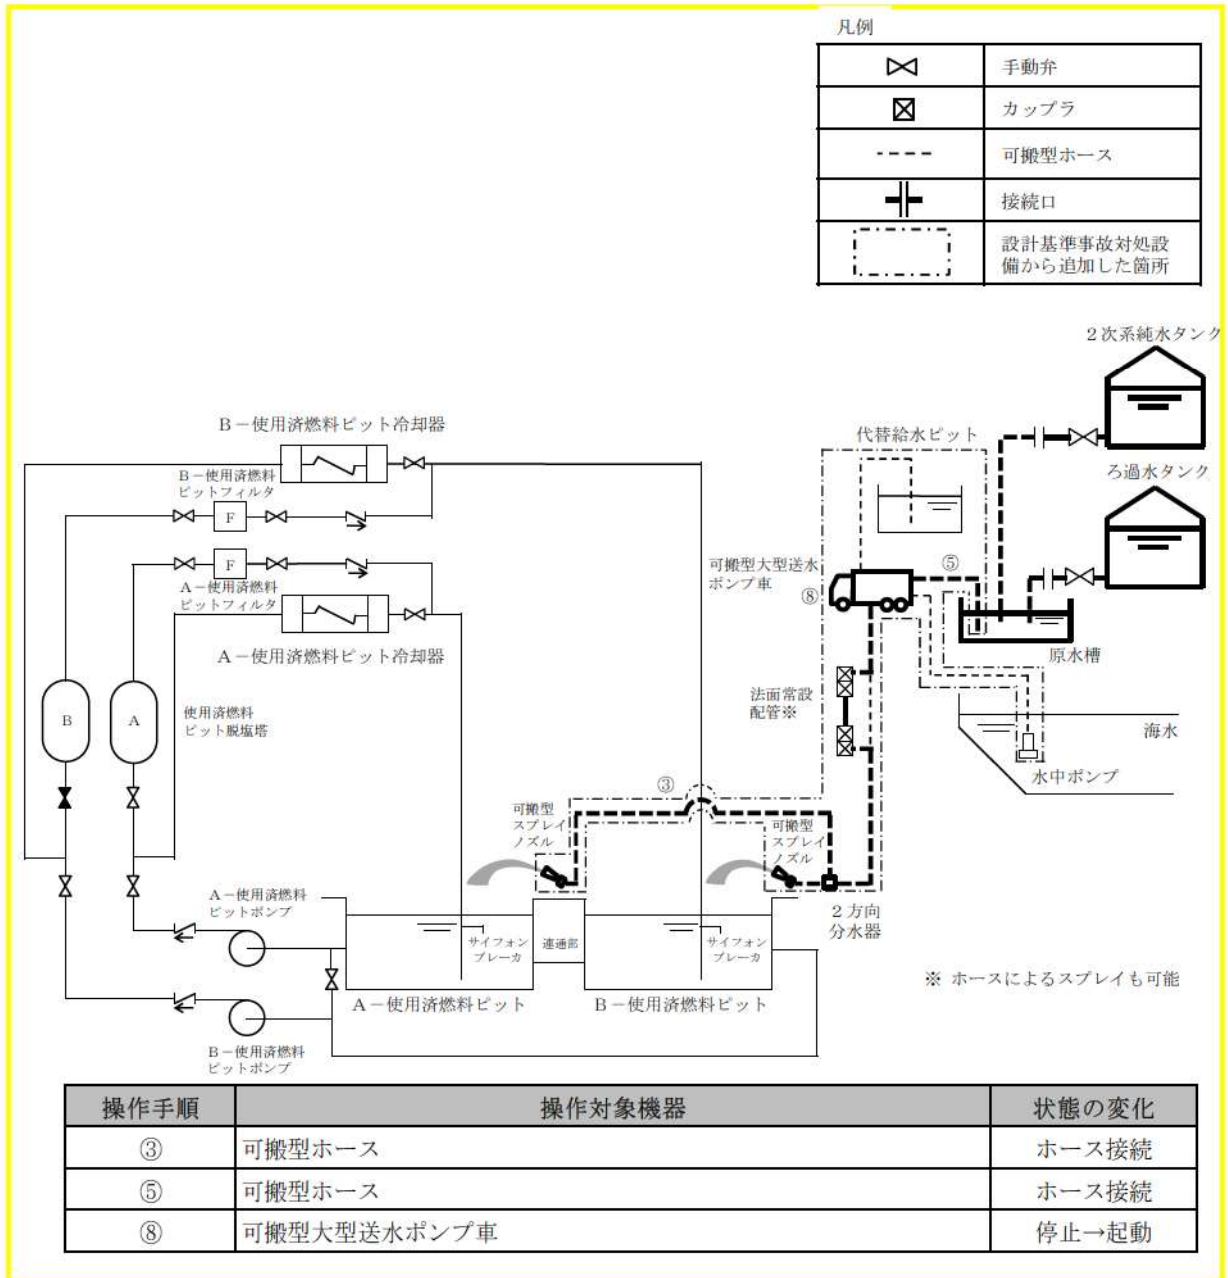 凡例
手動弁
カップラ
可搬型ホース
接続口
設計基準事故対処設
備から追加した箇所
2次系純水タンク
B－使用済燃料ピット冷却器
代替給水ピット
B－使用済燃料
ピットフィルタ
ろ過水タンク
F
可搬型大型送水
ポンプ車
⑤
⑧
F
A－使用済燃料
ピットフィルタ
A－使用済燃料ピット冷却器
原水槽
法面常設
配管※
使用済燃料
ピット脱塩塔
B
A
海水
水中ポンプ
③
可搬型
スプレイ
ノズル
可搬型
スプレイ
ノズル
A－使用済燃料
ピットポンプ
2方向
分水器
サイフォン
ブレーカ
連通部
サイフォン
ブレーカ
※ ホースによるスプレイも可能
A－使用済燃料ピット
B－使用済燃料ピット
B－使用済燃料
ピットポンプ
操作手順 操作対象機器 状態の変化
③ 可搬型ホース ホース接続
⑤ 可搬型ホース ホース接続
⑧ 可搬型大型送水ポンプ車 停止→起動